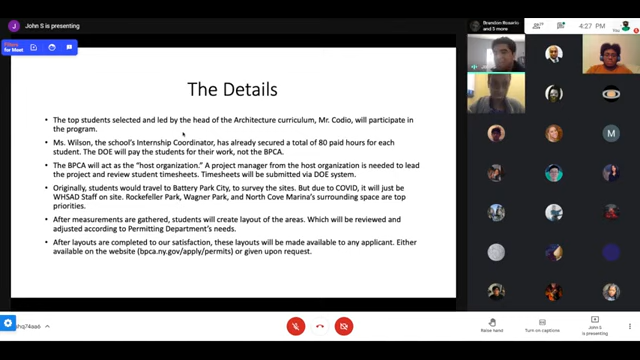 J John S is presenting
Filters
for Meet
Brandon Rosario
and 5 more
4:27 PM
The Details
• The top students selected and led by the head of the Architecture curriculum, Mr. Codio, will participate in
the program.
• Ms. Wilson, the school's Internship Coordinator, has already secured a total of 80 paid hours for each
student. The DOE will pay the students for their work, not the BPCA.
• The BPCA will act as the "host organization." A project manager from the host organization is needed to lead
the project and review student timesheets. Timesheets will be submitted via DOE system.
• Originally, students would travel to Battery Park City, to survey the sites. But due to COVID, it will just be
WHSAD Staff on site. Rockefeller Park, Wagner Park, and North Cove Marina's surrounding space are top
priorities.
• After measurements are gathered, students will create layout of the areas. Which will be reviewed and
adjusted according to Permitting Department's needs.
• After layouts are completed to our satisfaction, these layouts will be made available to any applicant. Either
available on the website (bpca.ny.gov/apply/permits) or given upon request.
M
Raise hand
Turn on captions
John S
is presenting